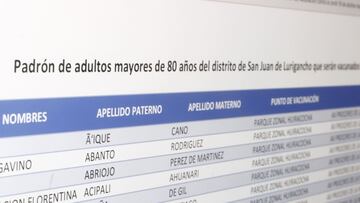 Padrón de adultos mayores de 80 años del distrito de San Juan de Lurigancho que serán vacunados
NOMBRES APELLIDO PATERNO APELLIDO MATERNO PUNTO DE VACUNACIÓN
Ã'IQUE CANO PARQUE ZONAL HUIRACOCHA
GAVINO ABANTO RODRIGUEZ PARQUE ZONAL HUIRACOCHA
ABRIOJO PEREZ DE MARTINEZ PARQUE ZONAL HUIRACOCHA
FLORENTINA ACIPALI AHUANARI PARQUE ZONAL HUIRACOCHA
DE GIL PARQUE ZONAL HUIRACOCHA